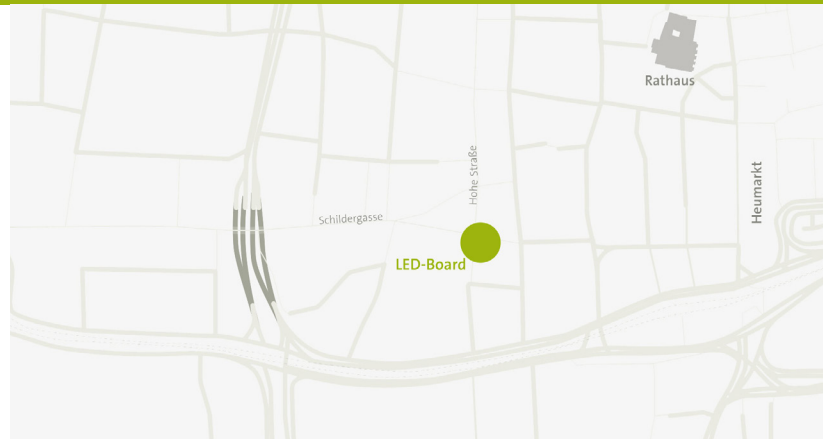 Rathaus
Hohe Straße
Heumarkt
Schildergasse
LED-Board